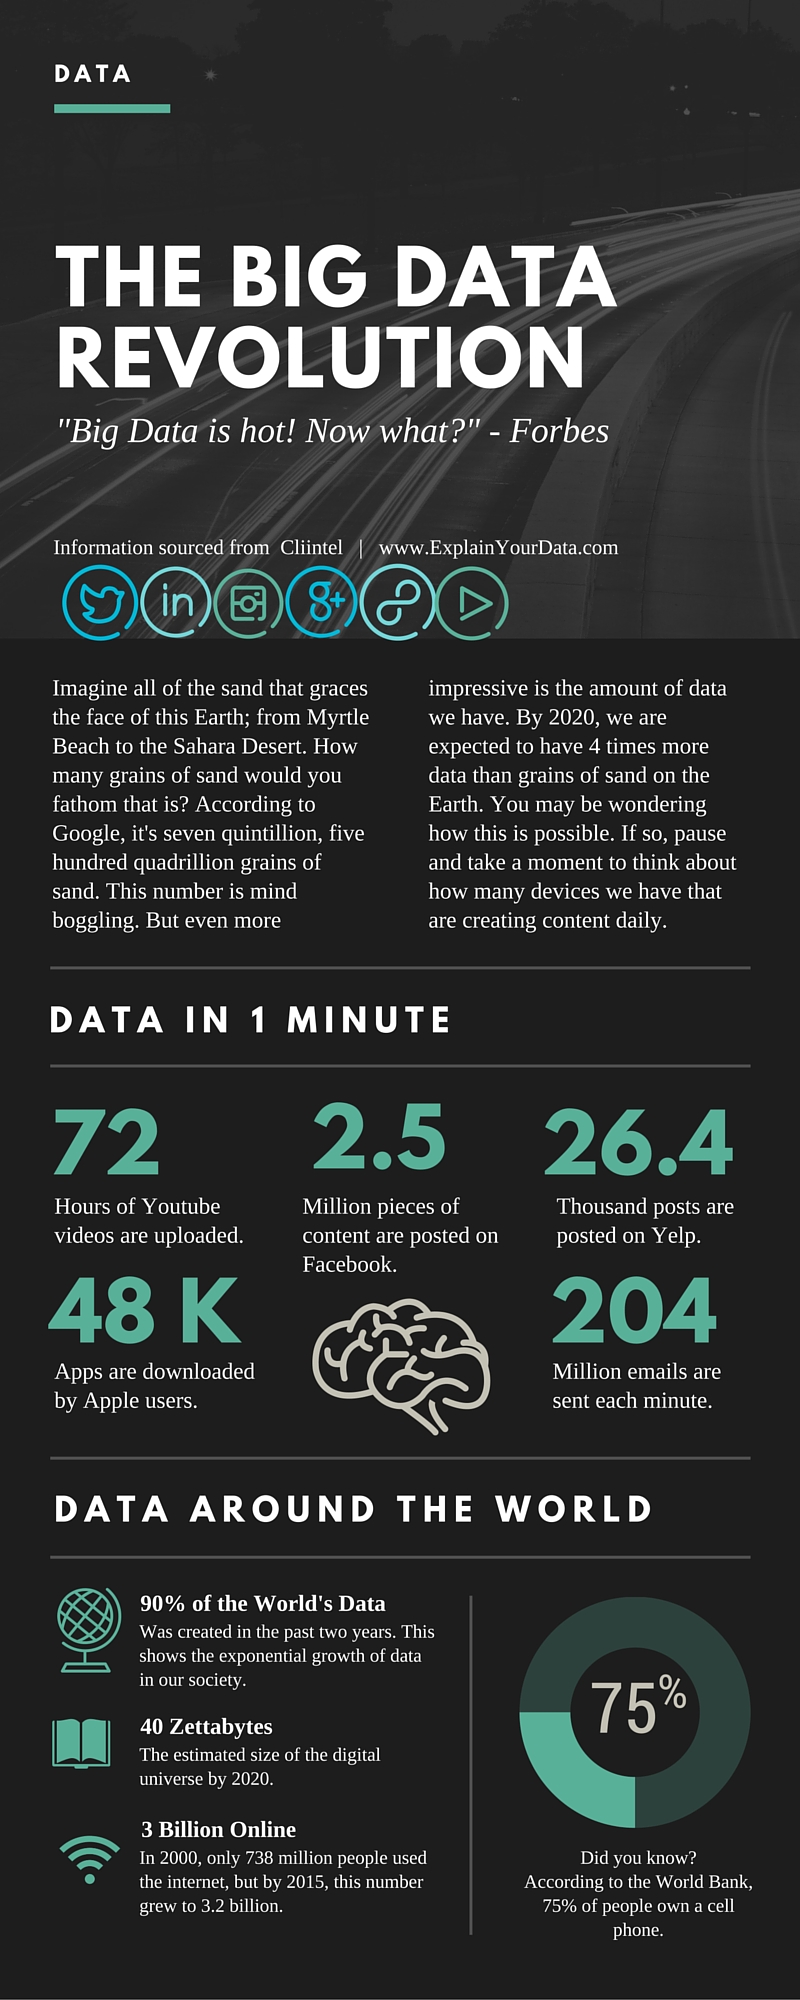 DATA
THE BIG DATA
REVOLUTION
"Big Data is hot! Now what?" - Forbes
Information sourced from Cliintel | www.ExplainYourData.com
in
g+
Imagine all of the sand that graces
the face of this Earth; from Myrtle
Beach to the Sahara Desert. How
many grains of sand would you
fathom that is? According to
Google, it's seven quintillion, five
hundred quadrillion grains of
sand. This number is mind
boggling. But even more
impressive is the amount of data
we have. By 2020, we are
expected to have 4 times more
data than grains of sand on the
Earth. You may be wondering
how this is possible. If so, pause
and take a moment to think about
how many devices we have that
are creating content daily.
DATA IN 1 MINUTE
72
Hours of Youtube
videos are uploaded.
2.5
Million pieces of
content are posted on
Facebook.
26.4
Thousand posts are
posted on Yelp.
48 K
Apps are downloaded
by Apple users.
204
Million emails are
sent each minute.
DATA AROUND THE WORLD
90% of the World's Data
Was created in the past two years. This
shows the exponential growth of data
in our society.
40 Zettabytes
The estimated size of the digital
universe by 2020.
3 Billion Online
In 2000, only 738 million people used
the internet, but by 2015, this number
grew to 3.2 billion.
75%
Did you know?
According to the World Bank,
75% of people own a cell
phone.